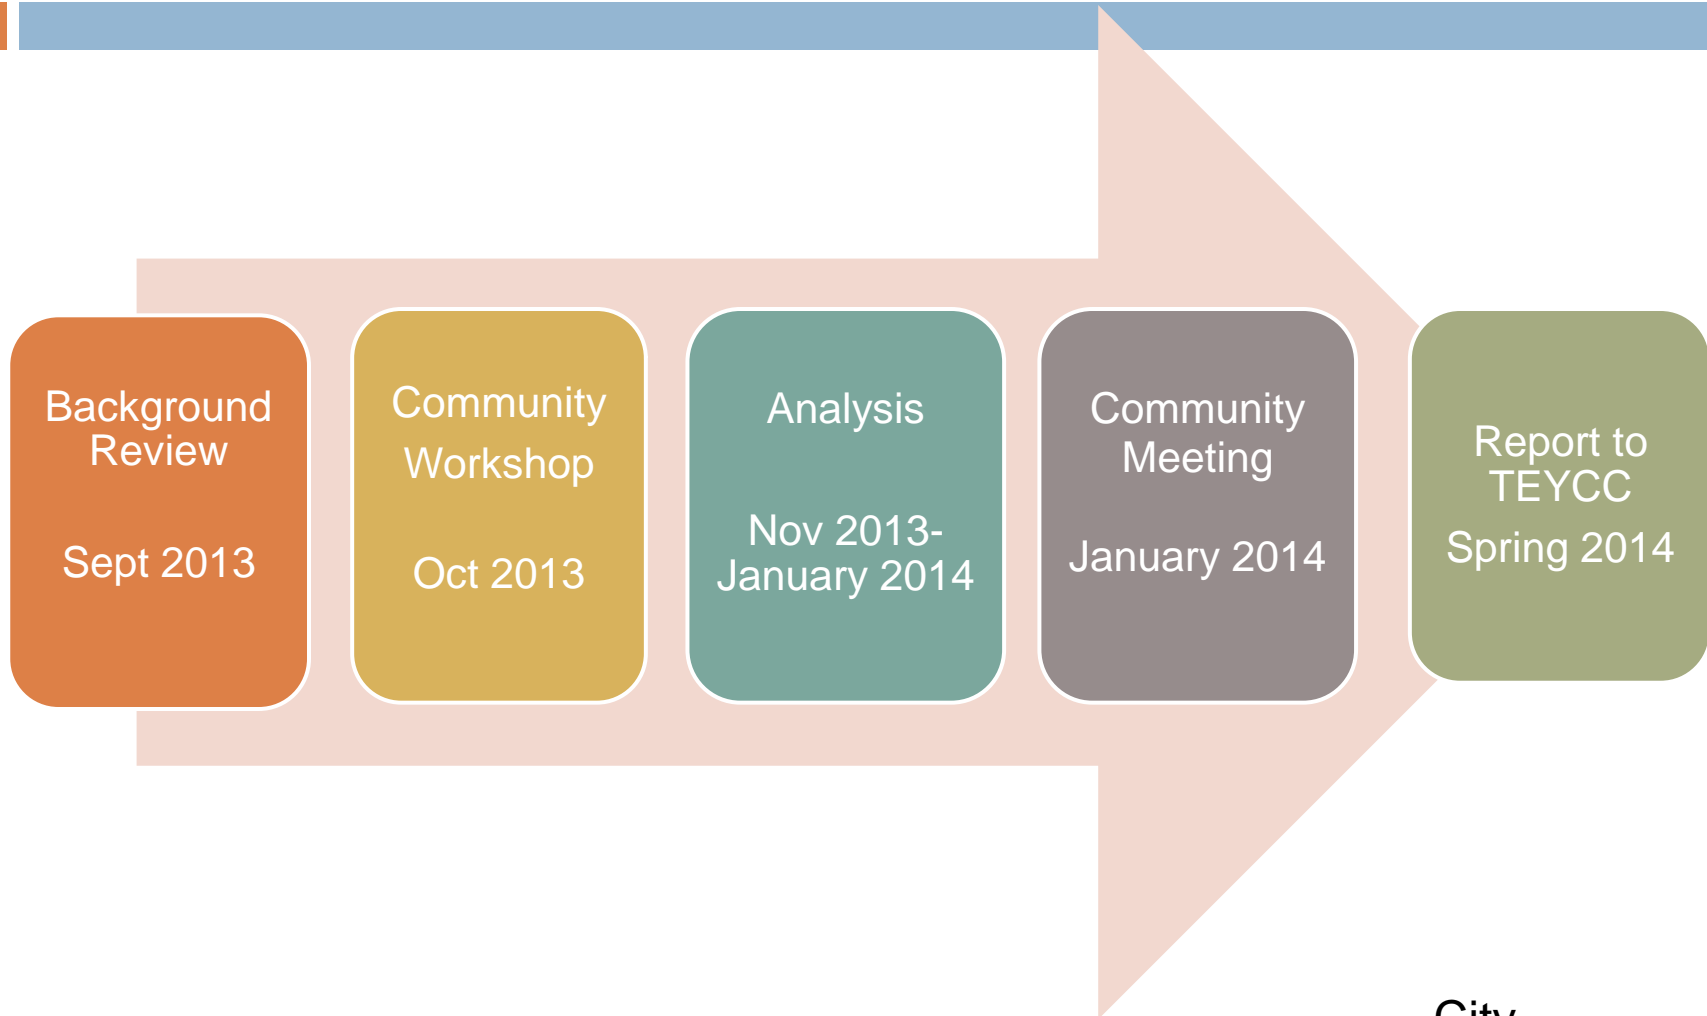 Background
Review
Sept 2013
Community
Workshop
Oct 2013
Analysis
Nov 2013-
January 2014
Community
Meeting
January 2014
Report to
TEYCC
Spring 2014
City